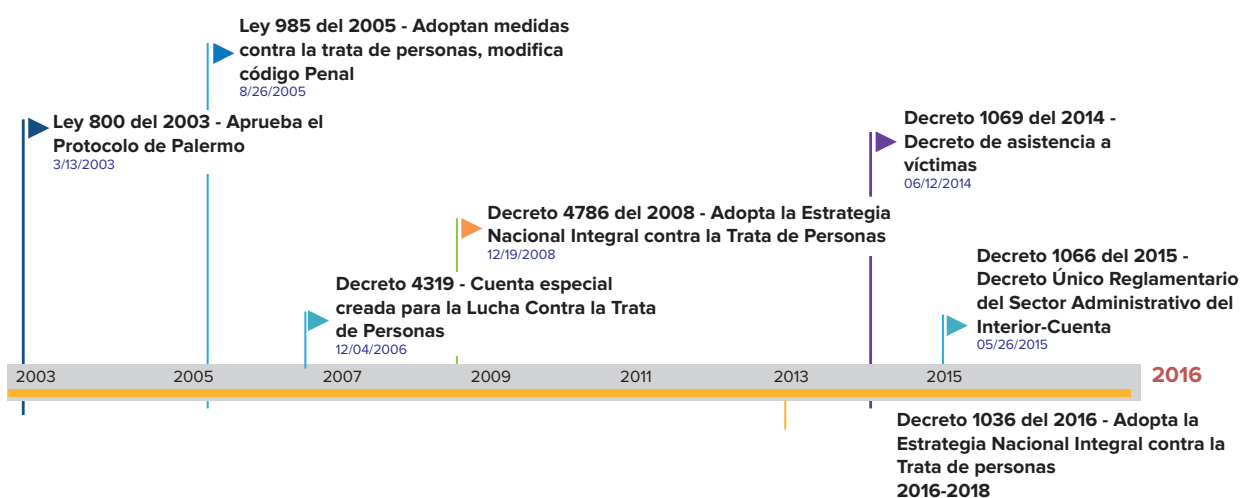 Ley 985 del 2005 - Adoptan medidas
contra la trata de personas, modifica
código Penal
8/26/2005
Ley 800 del 2003 - Aprueba el
Protocolo de Palermo
3/13/2003
Decreto 1069 del 2014 -
Decreto de asistencia a
víctimas
06/12/2014
Decreto 4786 del 2008 - Adopta la Estrategia
Nacional Integral contra la Trata de Personas
12/19/2008
Decreto 1066 del 2015 -
Decreto Único Reglamentario
del Sector Administrativo del
Interior-Cuenta
05/26/2015
Decreto 4319 - Cuenta especial
creada para la Lucha Contra la Trata
de Personas
12/04/2006
2003 2005 2007 2009 2011 2013 2015 2016
Decreto 1036 del 2016 - Adopta la
Estrategia Nacional Integral contra la
Trata de personas
2016-2018